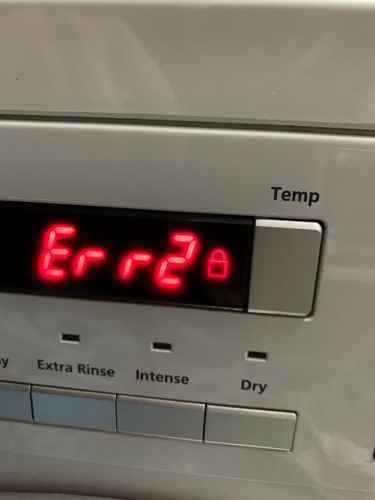 Temp
Err2
Extra Rinse
Intense
Dry